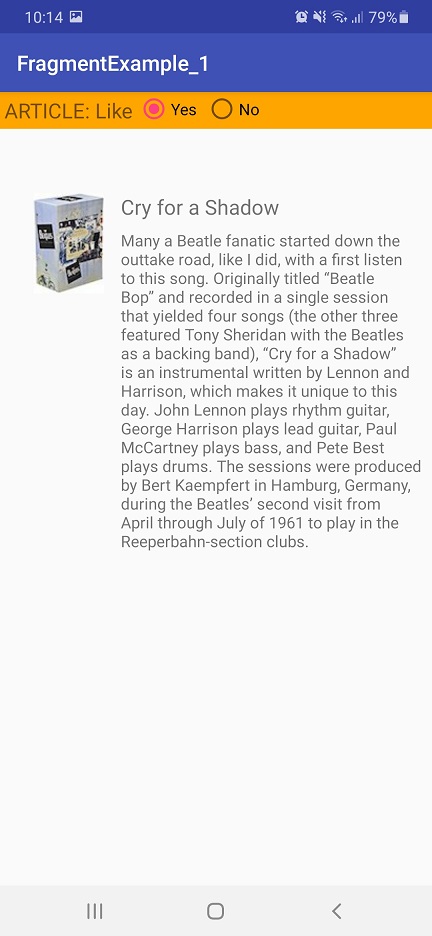 10:14 79%
FragmentExample_1
ARTICLE: Like Yes No
Cry for a Shadow
Many a Beatle fanatic started down the
outtake road, like I did, with a first listen
to this song. Originally titled “Beatle
Bop” and recorded in a single session
that yielded four songs (the other three
featured Tony Sheridan with the Beatles
as a backing band), “Cry for a Shadow”
is an instrumental written by Lennon and
Harrison, which makes it unique to this
day. John Lennon plays rhythm guitar,
George Harrison plays lead guitar, Paul
McCartney plays bass, and Pete Best
plays drums. The sessions were produced
by Bert Kaempfert in Hamburg, Germany,
during the Beatles’ second visit from
April through July of 1961 to play in the
Reeperbahn-section clubs.